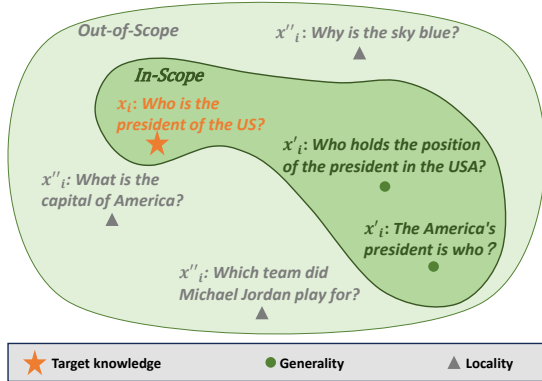 Out-of-Scope
x''ᵢ: Why is the sky blue?
In-Scope
xᵢ: Who is the
president of the US?
x'ᵢ: Who holds the position
of the president in the USA?
x''ᵢ: What is the
capital of America?
x'ᵢ: The America's
president is who？
x''ᵢ: Which team did
Michael Jordan play for?
Target knowledge
Generality
Locality